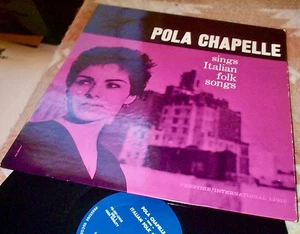 POLA CHAPELLE
sings
Italian
folk
songs
PRESTIGE/INTERNATIONAL
POLA CHAPELLE
ITALIAN FOLK